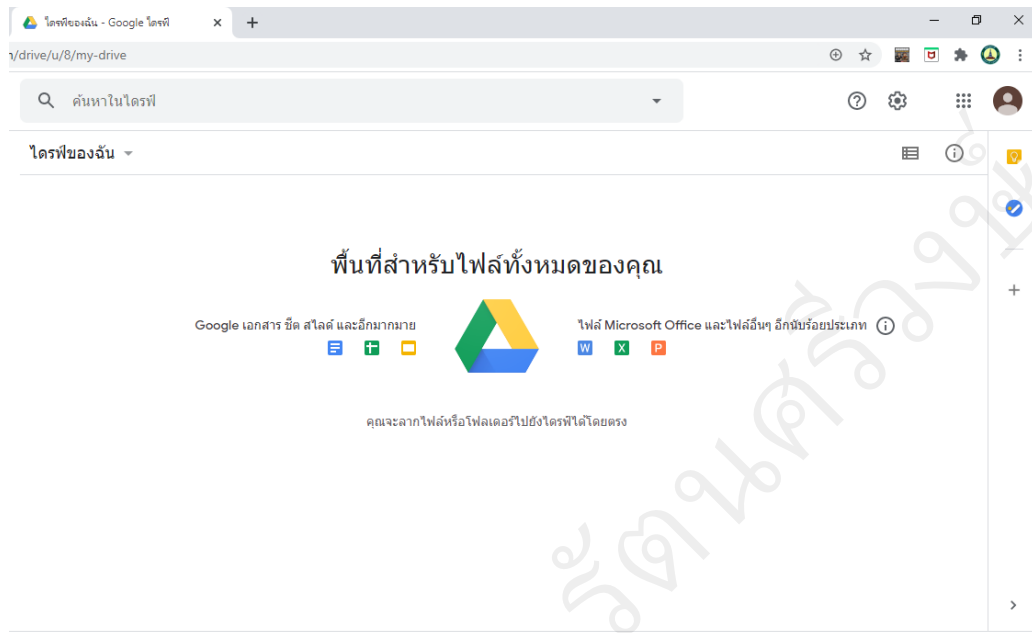 ไดรฟ์ของฉัน - Google ไดรฟ์
/drive/u/8/my-drive
ค้นหาในไดรฟ์
ไดรฟ์ของฉัน
พื้นที่สำหรับไฟล์ทั้งหมดของคุณ
Google เอกสาร ชีต สไลด์ และอีกมากมาย
ไฟล์ Microsoft Office และไฟล์อื่นๆ อีกนับร้อยประเภท
W X P
คุณจะลากไฟล์หรือโฟลเดอร์ไปยังไดรฟ์ได้โดยตรง